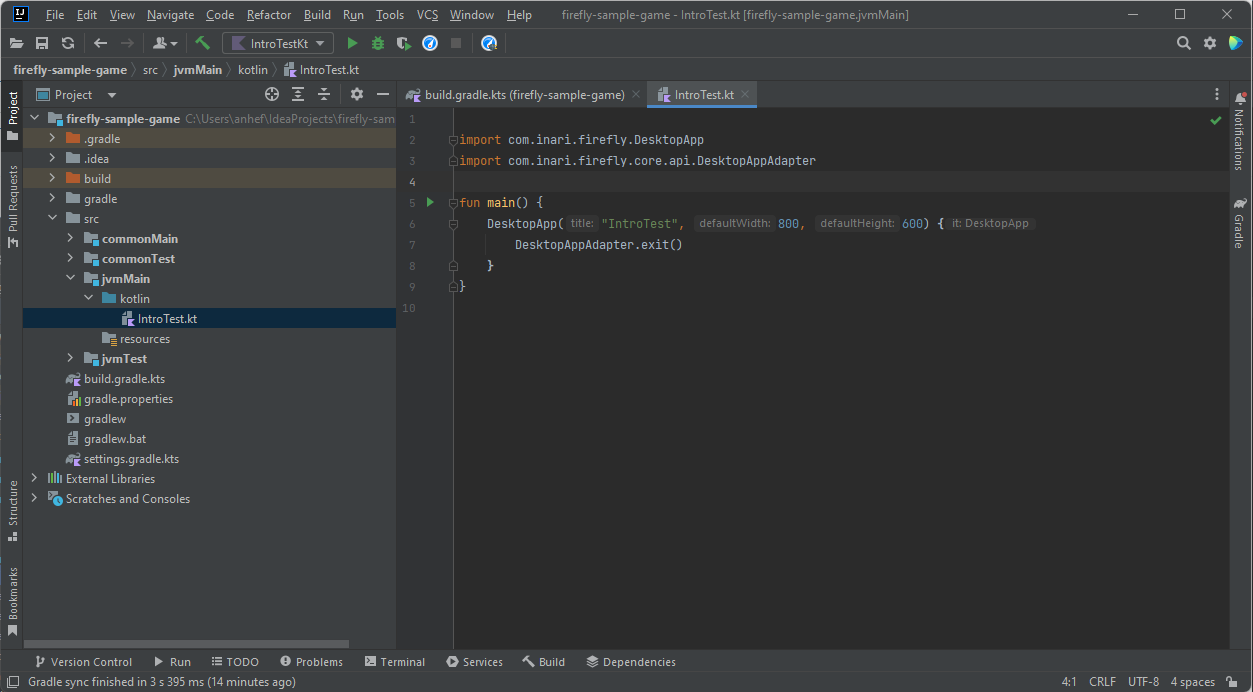 File Edit View Navigate Code Refactor Build Run Tools VCS Window Help firefly-sample-game - IntroTest.kt [firefly-sample-game.jvmMain]
IntroTestKt
firefly-sample-game src jvmMain kotlin IntroTest.kt
Project
Pull Requests
Structure
Bookmarks
Project
firefly-sample-game C:\Users\anhef\IdeaProjects\firefly-sam
.gradle
.idea
build
gradle
src
commonMain
commonTest
jvmMain
kotlin
IntroTest.kt
resources
jvmTest
build.gradle.kts
gradle.properties
gradlew
gradlew.bat
settings.gradle.kts
External Libraries
Scratches and Consoles
build.gradle.kts (firefly-sample-game) IntroTest.kt
1
2 import com.inari.firefly.DesktopApp
3 import com.inari.firefly.core.api.DesktopAppAdapter
4
5 fun main() {
6 DesktopApp( title: "IntroTest", defaultWidth: 800, defaultHeight: 600) { it: DesktopApp
7 DesktopAppAdapter.exit()
8 }
9 }
10
Notifications
Gradle
Version Control Run TODO Problems Terminal Services Build Dependencies
Gradle sync finished in 3 s 395 ms (14 minutes ago) 4:1 CRLF UTF-8 4 spaces